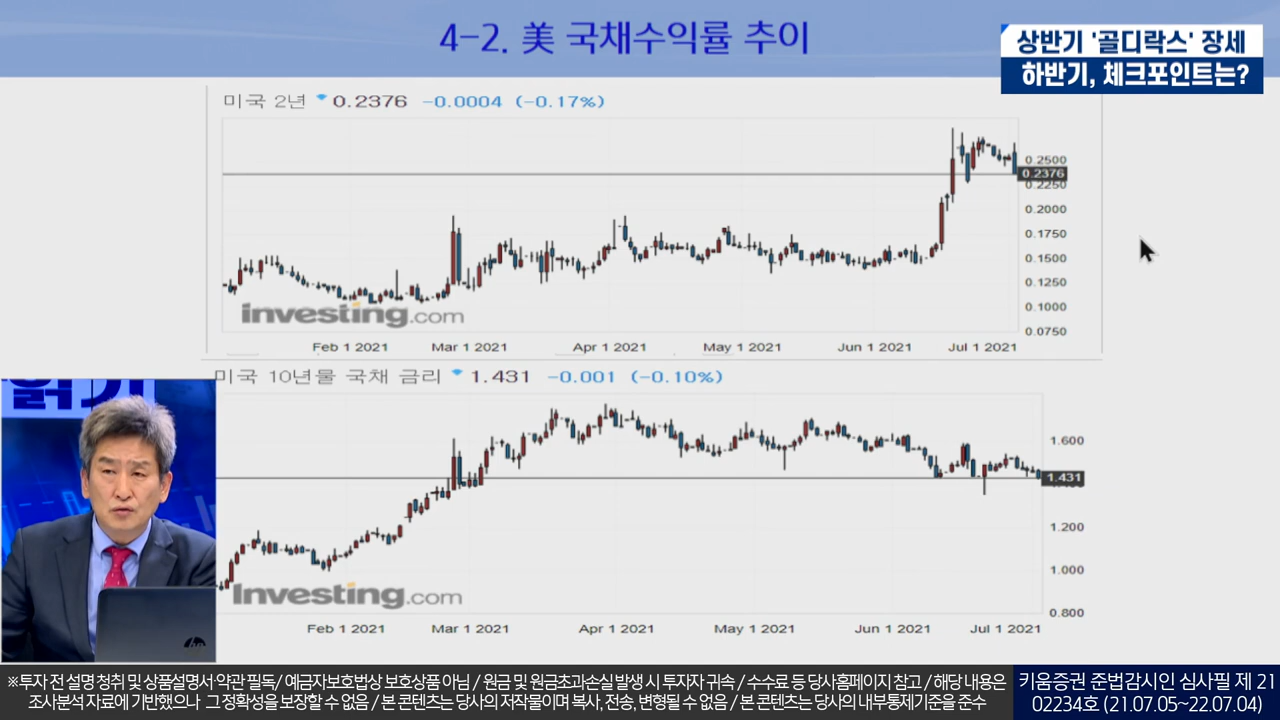 4-2. 美 국채수익률 추이
상반기 '골디락스' 장세
하반기, 체크포인트는?
미국 2년 0.2376 -0.0004 (-0.17%)
0.2500
0.2376
0.2250
0.2000
0.1750
0.1500
0.1250
0.1000
0.0750
Investing.com
Feb 1 2021 Mar 1 2021 Apr 1 2021 May 1 2021 Jun 1 2021 Jul 1 2021
미국 10년물 국채 금리 1.431 -0.001 (-0.10%)
1.600
1.431
1.200
1.000
0.800
Investing.com
Feb 1 2021 Mar 1 2021 Apr 1 2021 May 1 2021 Jun 1 2021 Jul 1 2021
hp
※투자 전 설명 청취 및 상품설명서·약관 필독/ 예금자보호법상 보호상품 아님 / 원금 및 원금초과손실 발생 시 투자자 귀속 / 수수료 등 당사홈페이지 참고 / 해당 내용은
조사분석 자료에 기반했으나 그 정확성을 보장할 수 없음 / 본 콘텐츠는 당사의 저작물이며 복사, 전송, 변형될 수 없음 / 본 콘텐츠는 당사의 내부통제기준을 준수
키움증권 준법감시인 심사필 제 21
02234호 (21.07.05~22.07.04)